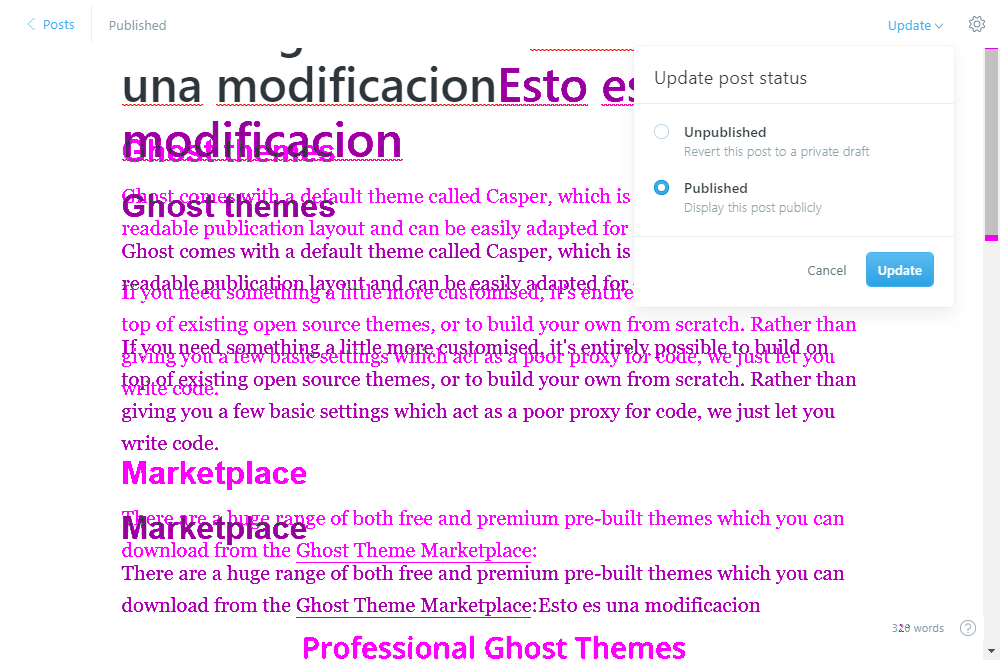 Posts
Published
Update
una modificacionEsto es
modificacion
Update post status
Unpublished
Revert this post to a private draft
Published
Display this post publicly
Cancel
Update
Ghost themes
Ghost comes with a default theme called Casper, which is
Ghost themes
readable publication layout and can be easily adapted for
Ghost comes with a default theme called Casper, which is
readable publication layout and can be easily adapted for
If you need something a little more customised, it's entire
top of existing open source themes, or to build your own from scratch. Rather than
If you need something a little more customised, it's entirely possible to build on
giving you a few basic settings which act as a poor proxy for code, we just let you
top of existing open source themes, or to build your own from scratch. Rather than
write code.
giving you a few basic settings which act as a poor proxy for code, we just let you
write code.
Marketplace
There are a huge range of both free and premium pre-built themes which you can
Marketplace
download from the Ghost Theme Marketplace:
There are a huge range of both free and premium pre-built themes which you can
download from the Ghost Theme Marketplace:Esto es una modificacion
words
Professional Ghost Themes